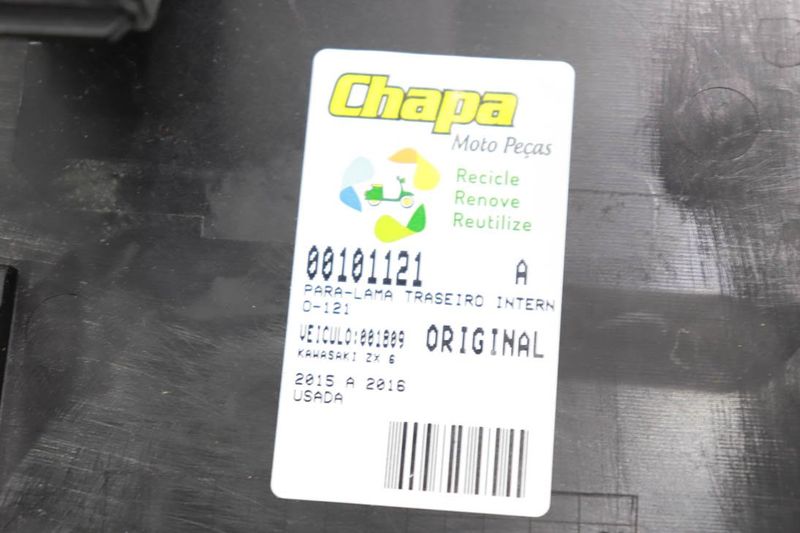 Chapa
Moto Peças
Recicle
Renove
Reutilize
00101121 A
PARA-LAMA TRASEIRO INTERN
O-121
VEICULO:001809 ORIGINAL
KAWASAKI ZX 6
2015 A 2016
USADA